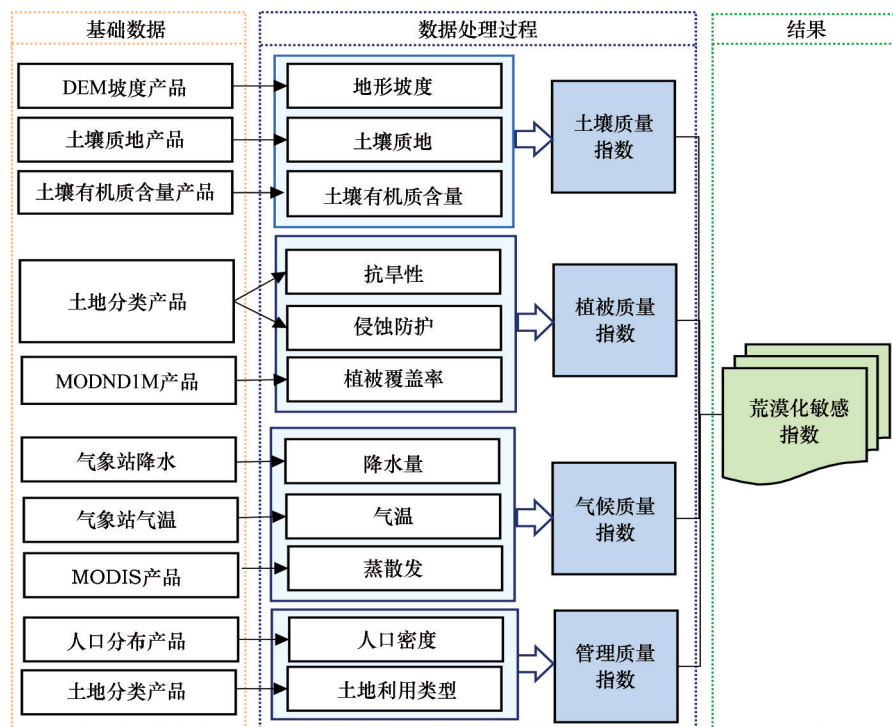 基础数据
数据处理过程
结果
DEM坡度产品
地形坡度
土壤质地产品
土壤质地
土壤有机质含量产品
土壤有机质含量
土壤质量
指数
土地分类产品
抗旱性
侵蚀防护
MODND1M产品
植被覆盖率
植被质量
指数
气象站降水
降水量
气象站气温
气温
MODIS产品
蒸散发
气候质量
指数
人口分布产品
人口密度
土地分类产品
土地利用类型
管理质量
指数
荒漠化敏感
指数